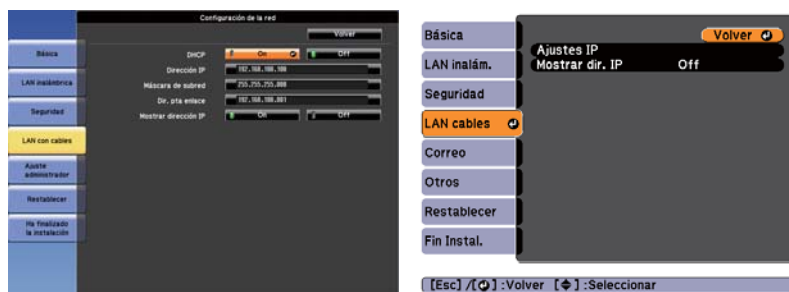 Configuración de la red
Volver
Básica
LAN inalámbrica
Seguridad
LAN con cables
Ajuste
administrador
Restablecer
Ha finalizado
la instalación
DHCP On Off
Dirección IP 192.168.100.100
Máscara de subred 255.255.255.000
Dir. pta enlace 192.168.100.001
Mostrar dirección IP On Off
Básica
LAN inalám.
Seguridad
LAN cables
Correo
Otros
Restablecer
Fin Instal.
Volver
Ajustes IP
Mostrar dir. IP Off
[Esc] /[ ] :Volver [ ] :Seleccionar